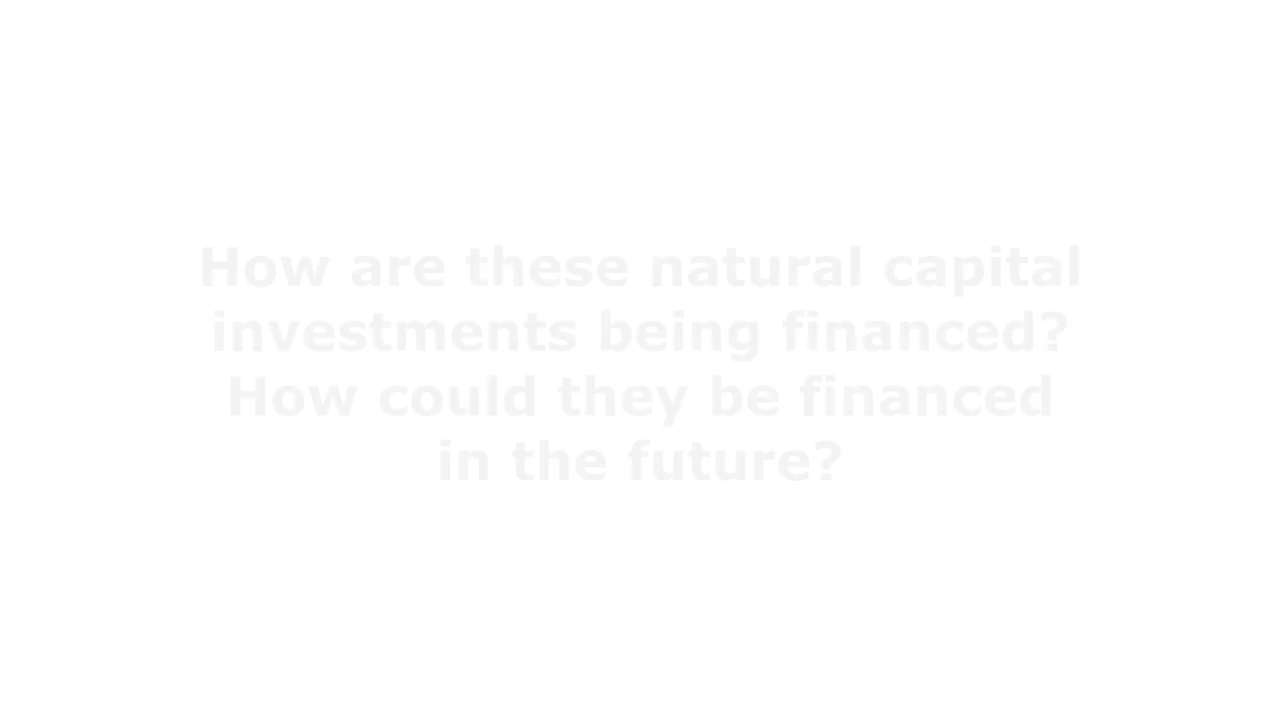 How are these natural capital
investments being financed?
How could they be financed
in the future?